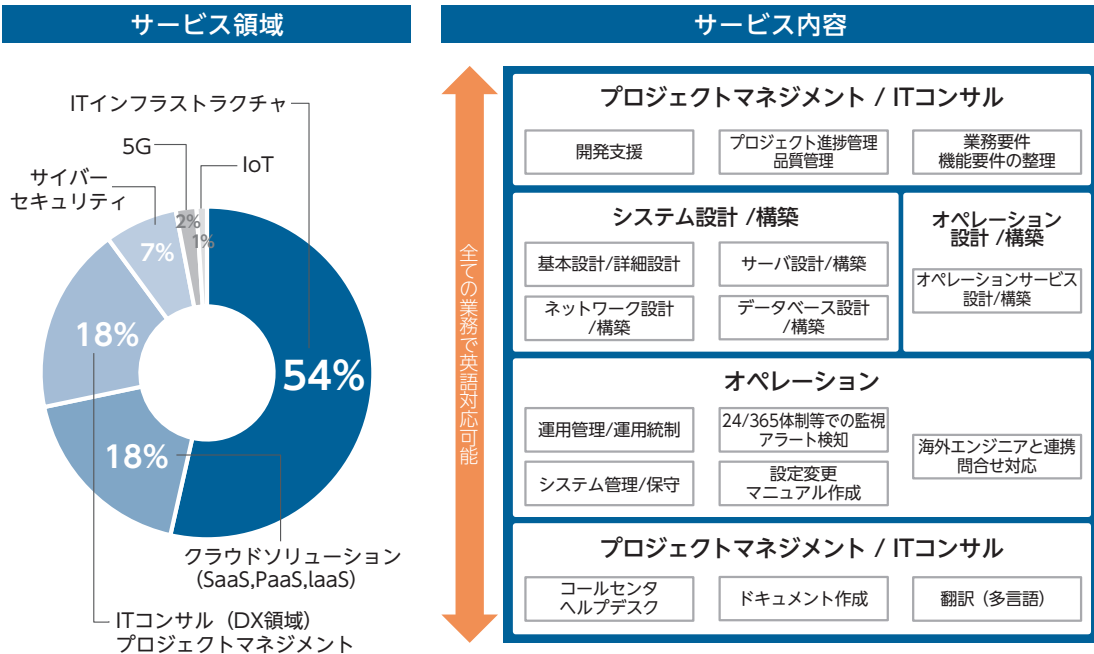 サービス領域
ITインフラストラクチャ
5G
IoT
サイバー
セキュリティ
2%
1%
7%
18%
54%
18%
クラウドソリューション
(SaaS,PaaS,laaS)
ITコンサル（DX領域）
プロジェクトマネジメント
サービス内容
全ての業務で英語対応可能
プロジェクトマネジメント / ITコンサル
開発支援
プロジェクト進捗管理
品質管理
業務要件
機能要件の整理
システム設計 /構築
基本設計/詳細設計
サーバ設計/構築
ネットワーク設計
/構築
データベース設計
/構築
オペレーション
設計 /構築
オペレーションサービス
設計/構築
オペレーション
運用管理/運用統制
24/365体制等での監視
アラート検知
海外エンジニアと連携
問合せ対応
システム管理/保守
設定変更
マニュアル作成
プロジェクトマネジメント / ITコンサル
コールセンタ
ヘルプデスク
ドキュメント作成
翻訳（多言語）